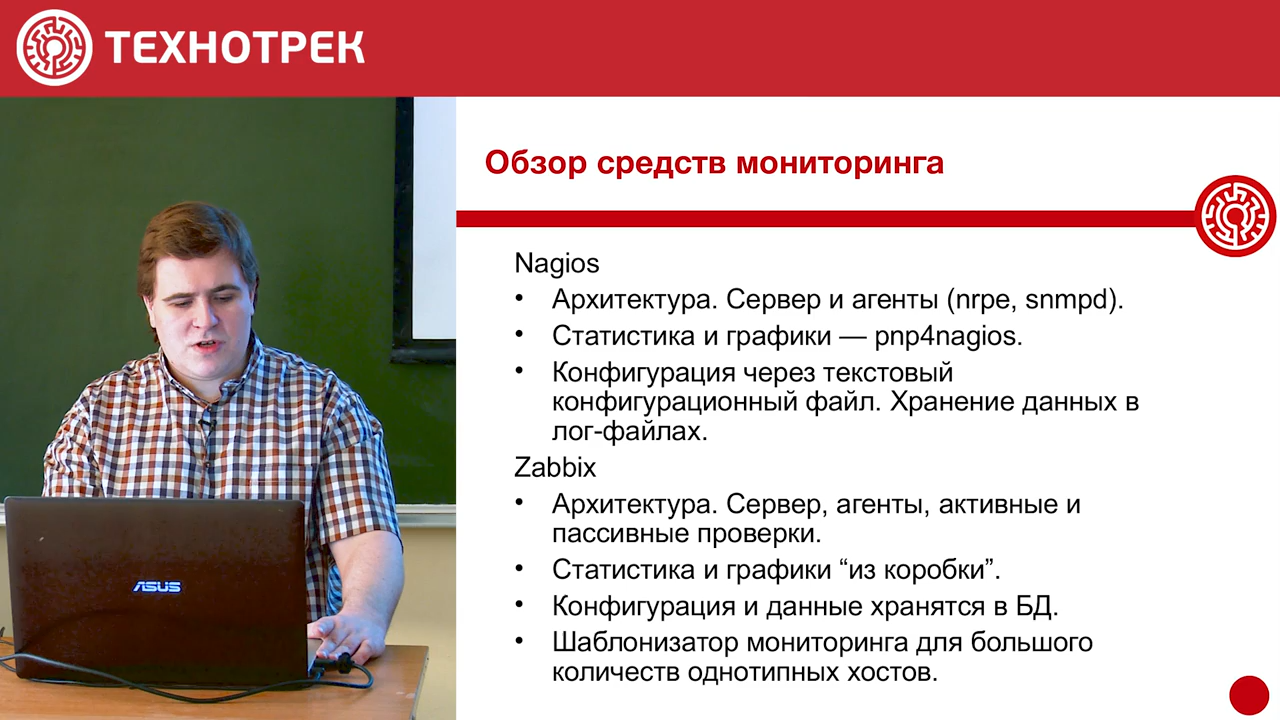 ТЕХНОТРЕК
Обзор средств мониторинга
Nagios
• Архитектура. Сервер и агенты (nrpe, snmpd).
• Статистика и графики — pnp4nagios.
• Конфигурация через текстовый
конфигурационный файл. Хранение данных в
лог-файлах.
Zabbix
• Архитектура. Сервер, агенты, активные и
пассивные проверки.
• Статистика и графики “из коробки”.
• Конфигурация и данные хранятся в БД.
• Шаблонизатор мониторинга для большого
количеств однотипных хостов.
ASUS